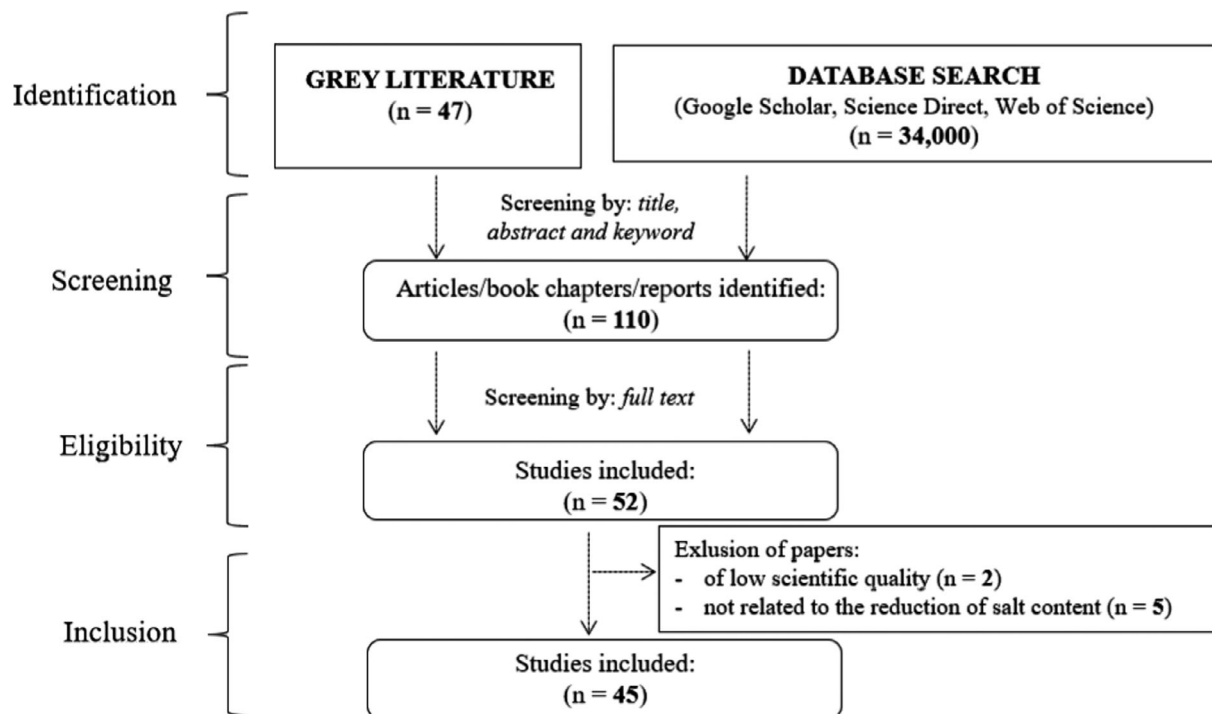 Identification
GREY LITERATURE
(n = 47)
DATABASE SEARCH
(Google Scholar, Science Direct, Web of Science)
(n = 34,000)
Screening
Screening by: title,
abstract and keyword
Articles/book chapters/reports identified:
(n = 110)
Eligibility
Screening by: full text
Studies included:
(n = 52)
Inclusion
Exlusion of papers:
- of low scientific quality (n = 2)
- not related to the reduction of salt content (n = 5)
Studies included:
(n = 45)